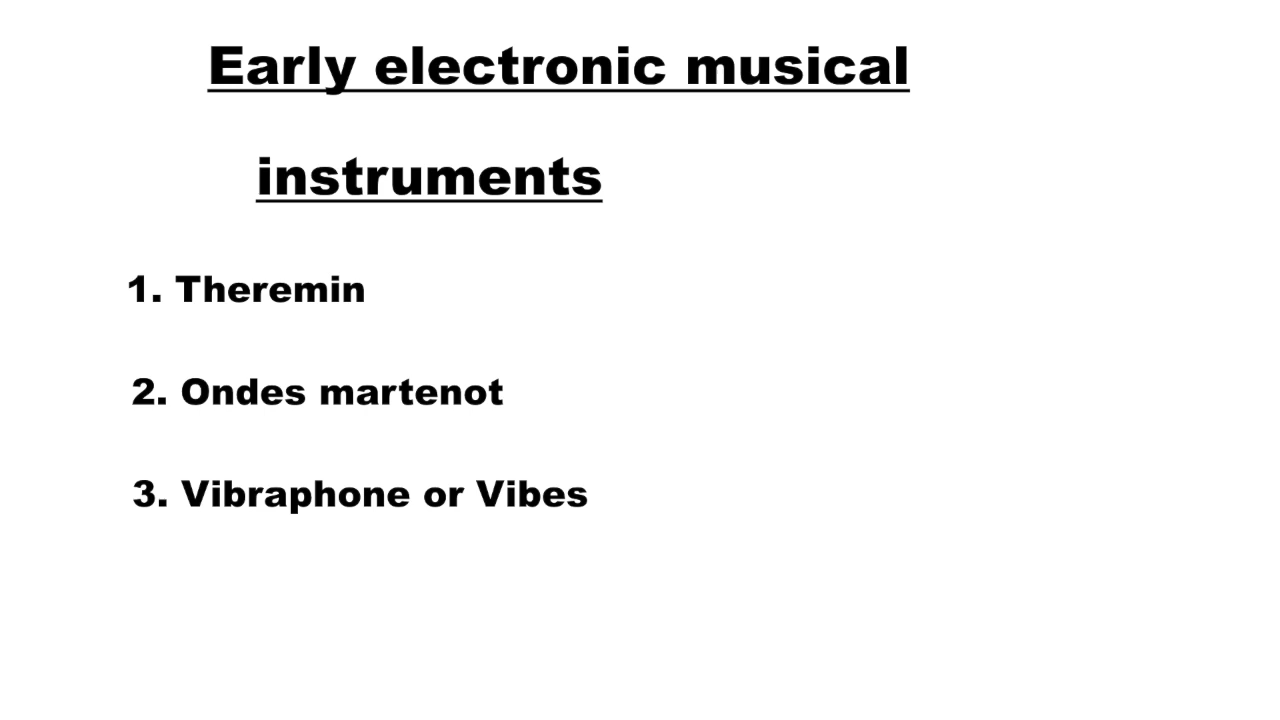 Early electronic musical
instruments
1. Theremin
2. Ondes martenot
3. Vibraphone or Vibes